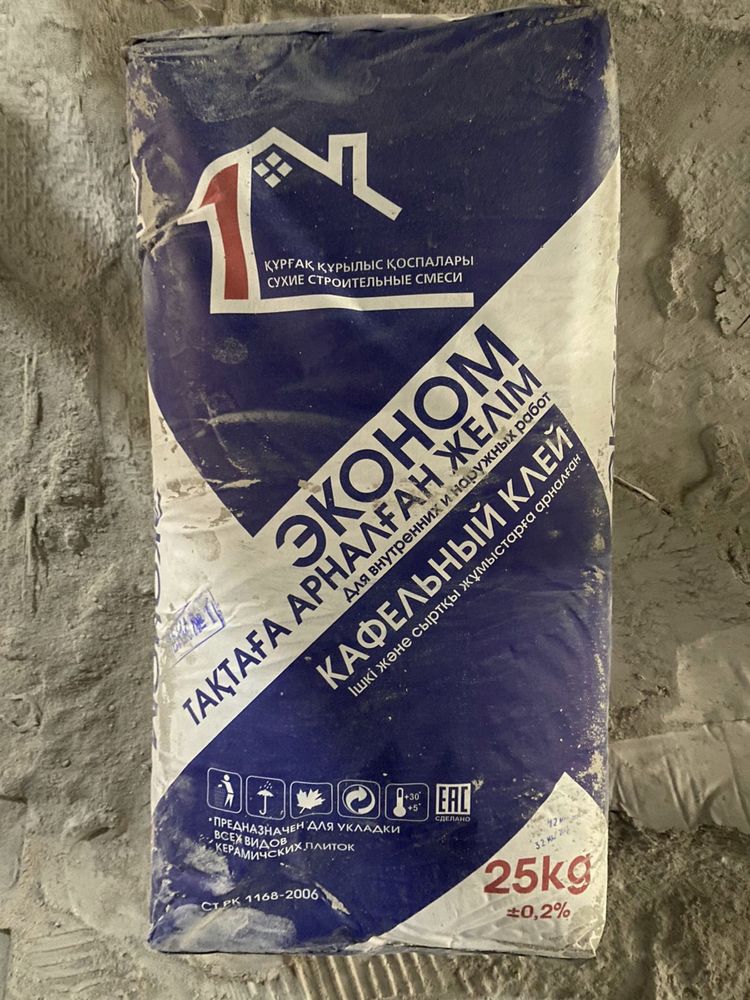 1
ҚҰРҒАҚ ҚҰРЫЛЫС ҚОСПАЛАРЫ
СУХИЕ СТРОИТЕЛЬНЫЕ СМЕСИ
ЭКОНОМ
ТАҚТАҒА АРНАЛҒАН ЖЕЛІМ
для внутренних и наружных работ
КАФЕЛЬНЫЙ КЛЕЙ
Ішкі және сыртқы жұмыстарға арналған
+30°
+5°
EAC
СДЕЛАНО
•ПРЕДНАЗНАЧЕН ДЛЯ УКЛАДКИ
ВСЕХ ВИДОВ
КЕРАМИЧСКИХ ПЛИТОК
СТ РК 1168-2006
25kg
±0,2%